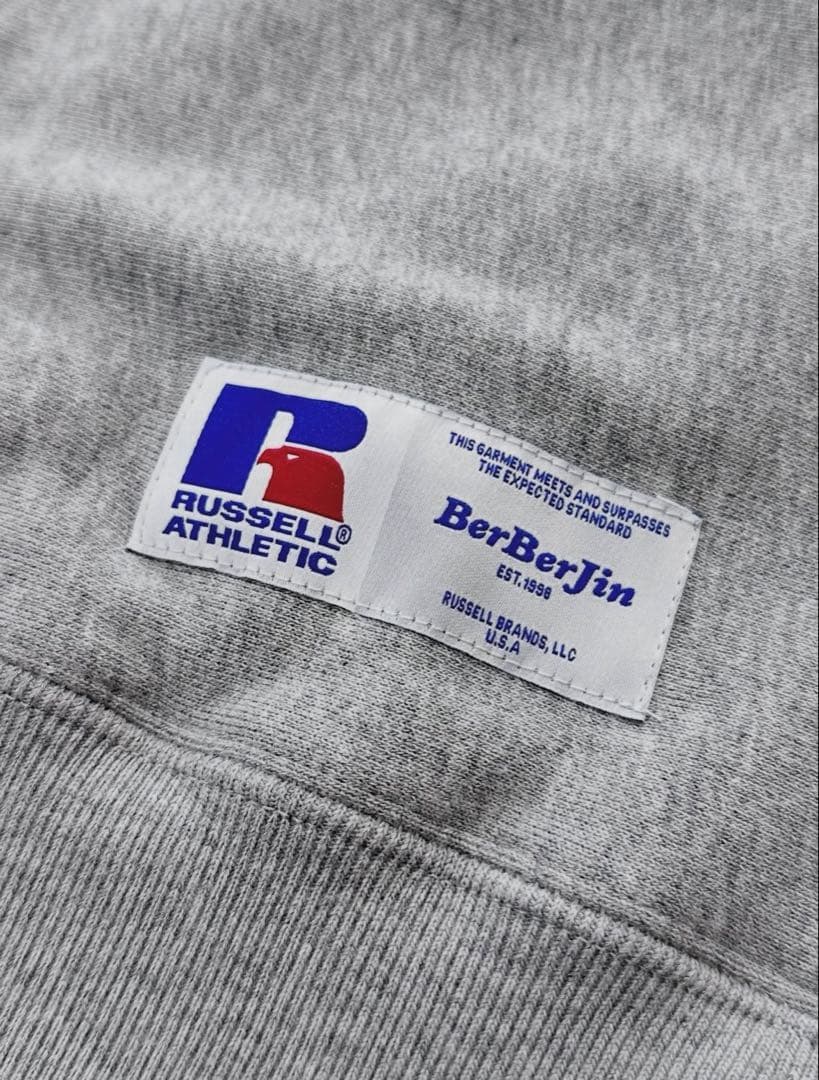 RUSSELL®
ATHLETIC
THIS GARMENT MEETS AND SURPASSES
THE EXPECTED STANDARD
BerBerJin
EST.1998
RUSSELL BRANDS, LLC
U.S.A